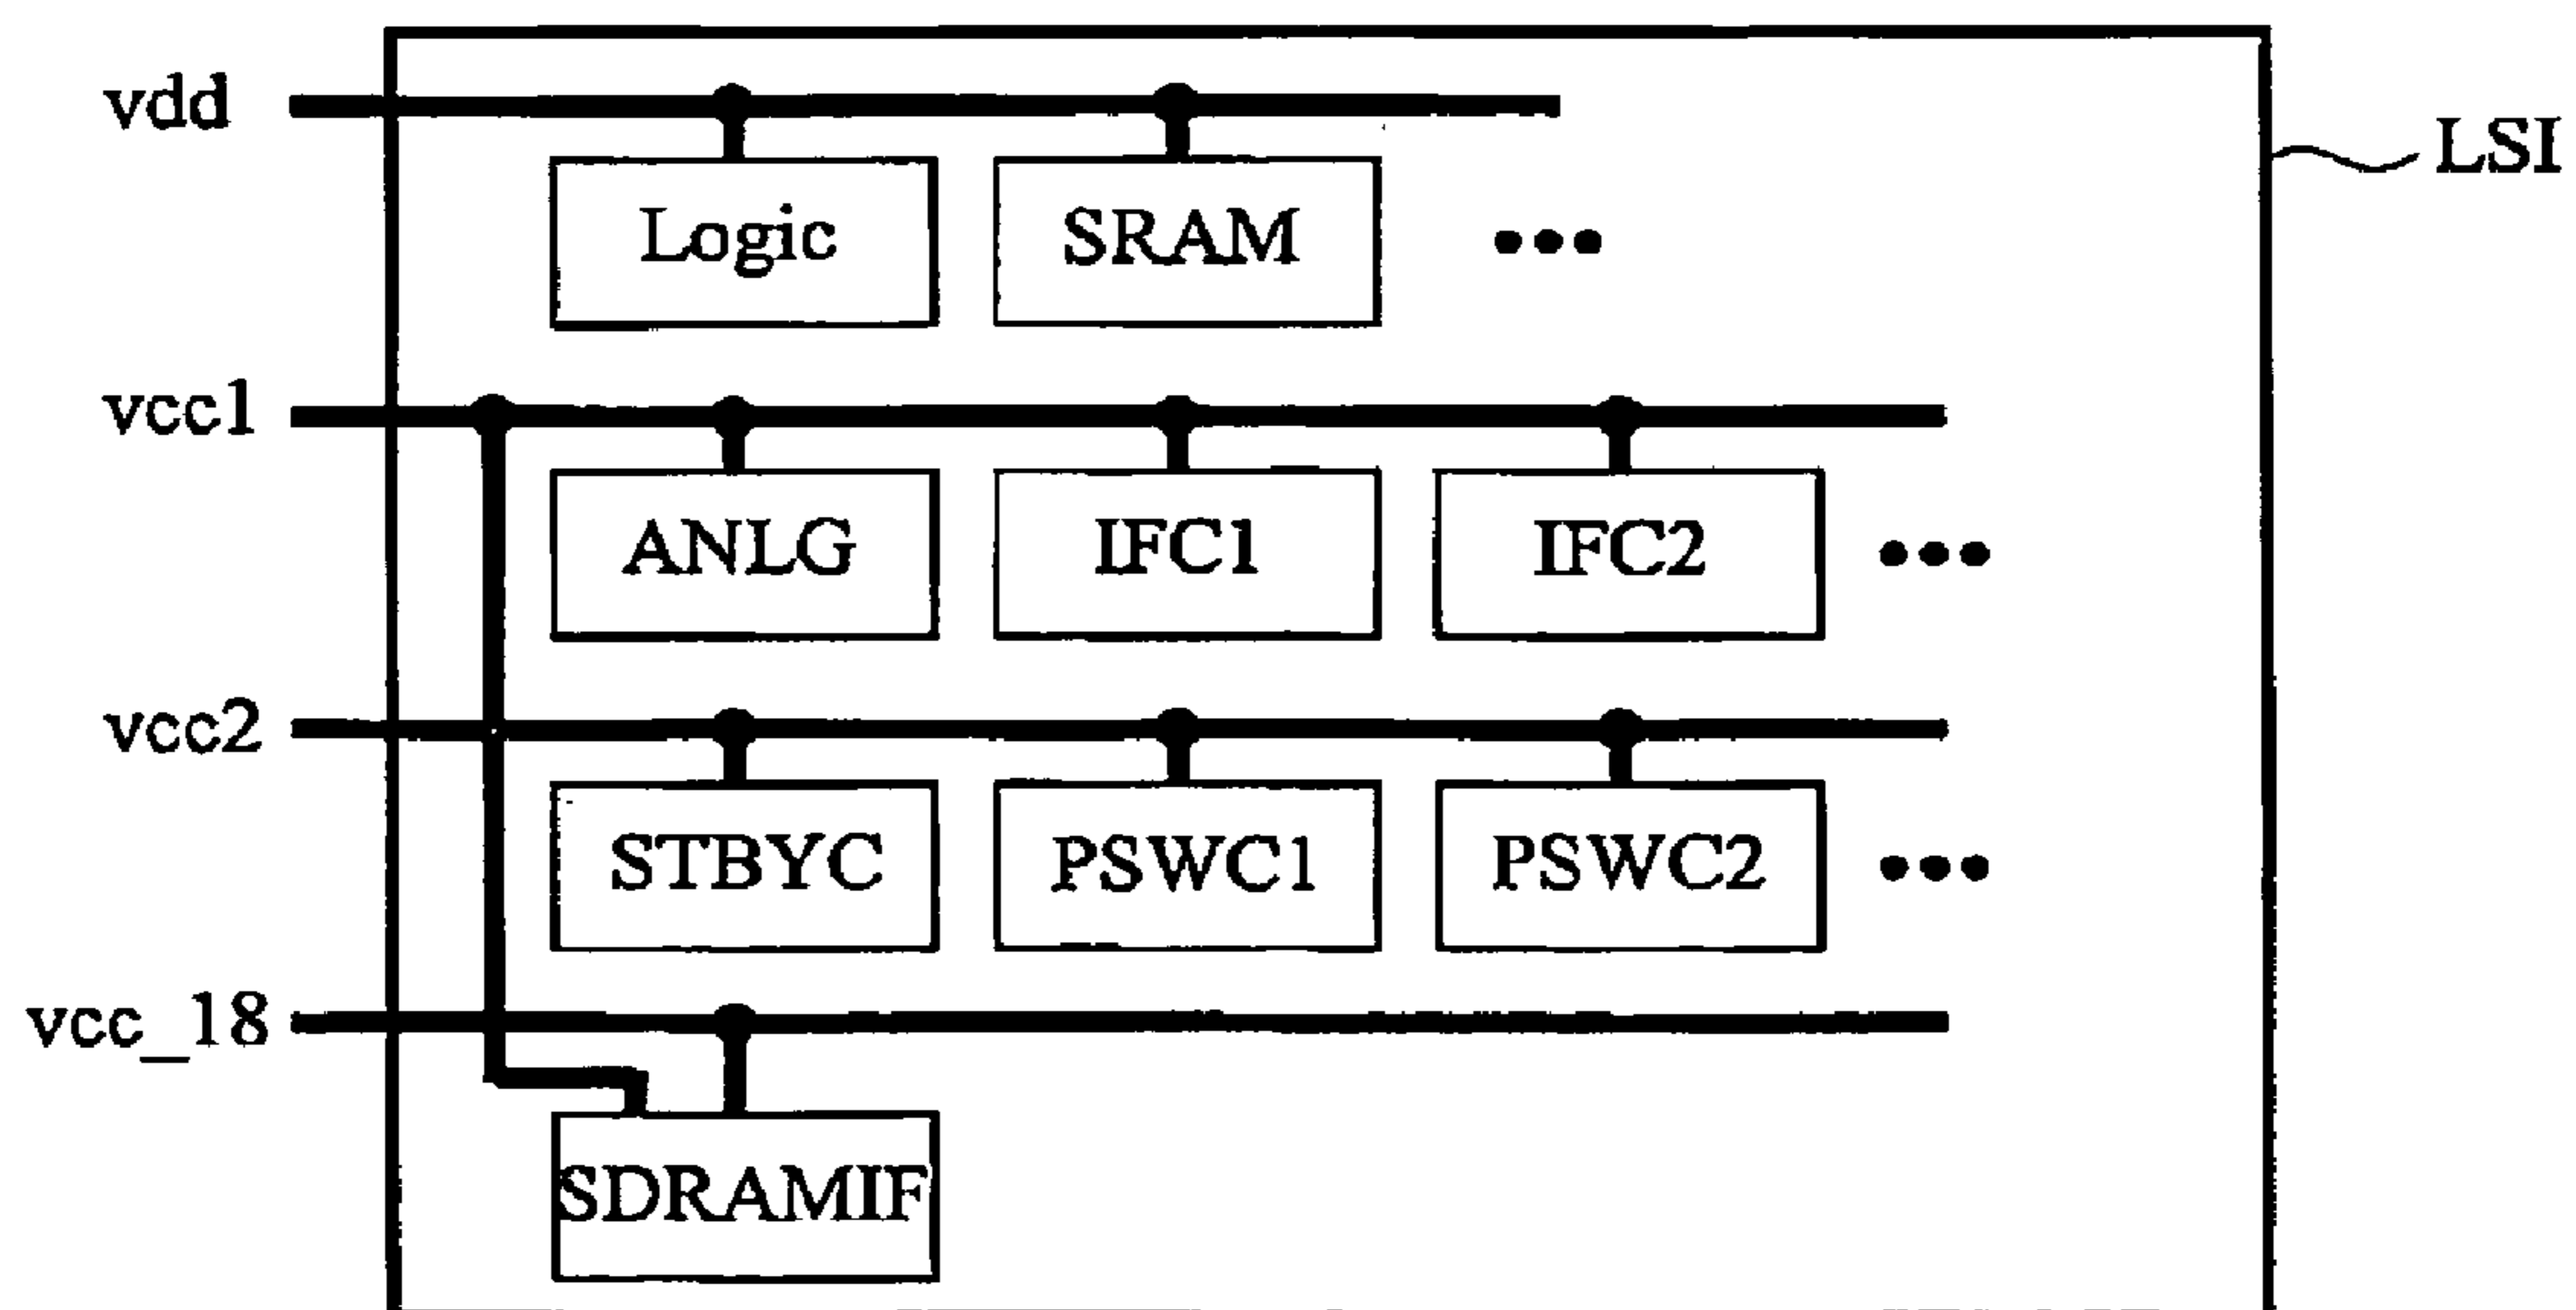 vdd
LSI
Logic
SRAM
•••
vcc1
ANLG
IFC1
IFC2
•••
vcc2
STBYC
PSWC1
PSWC2
•••
vcc_18
SDRAMIF